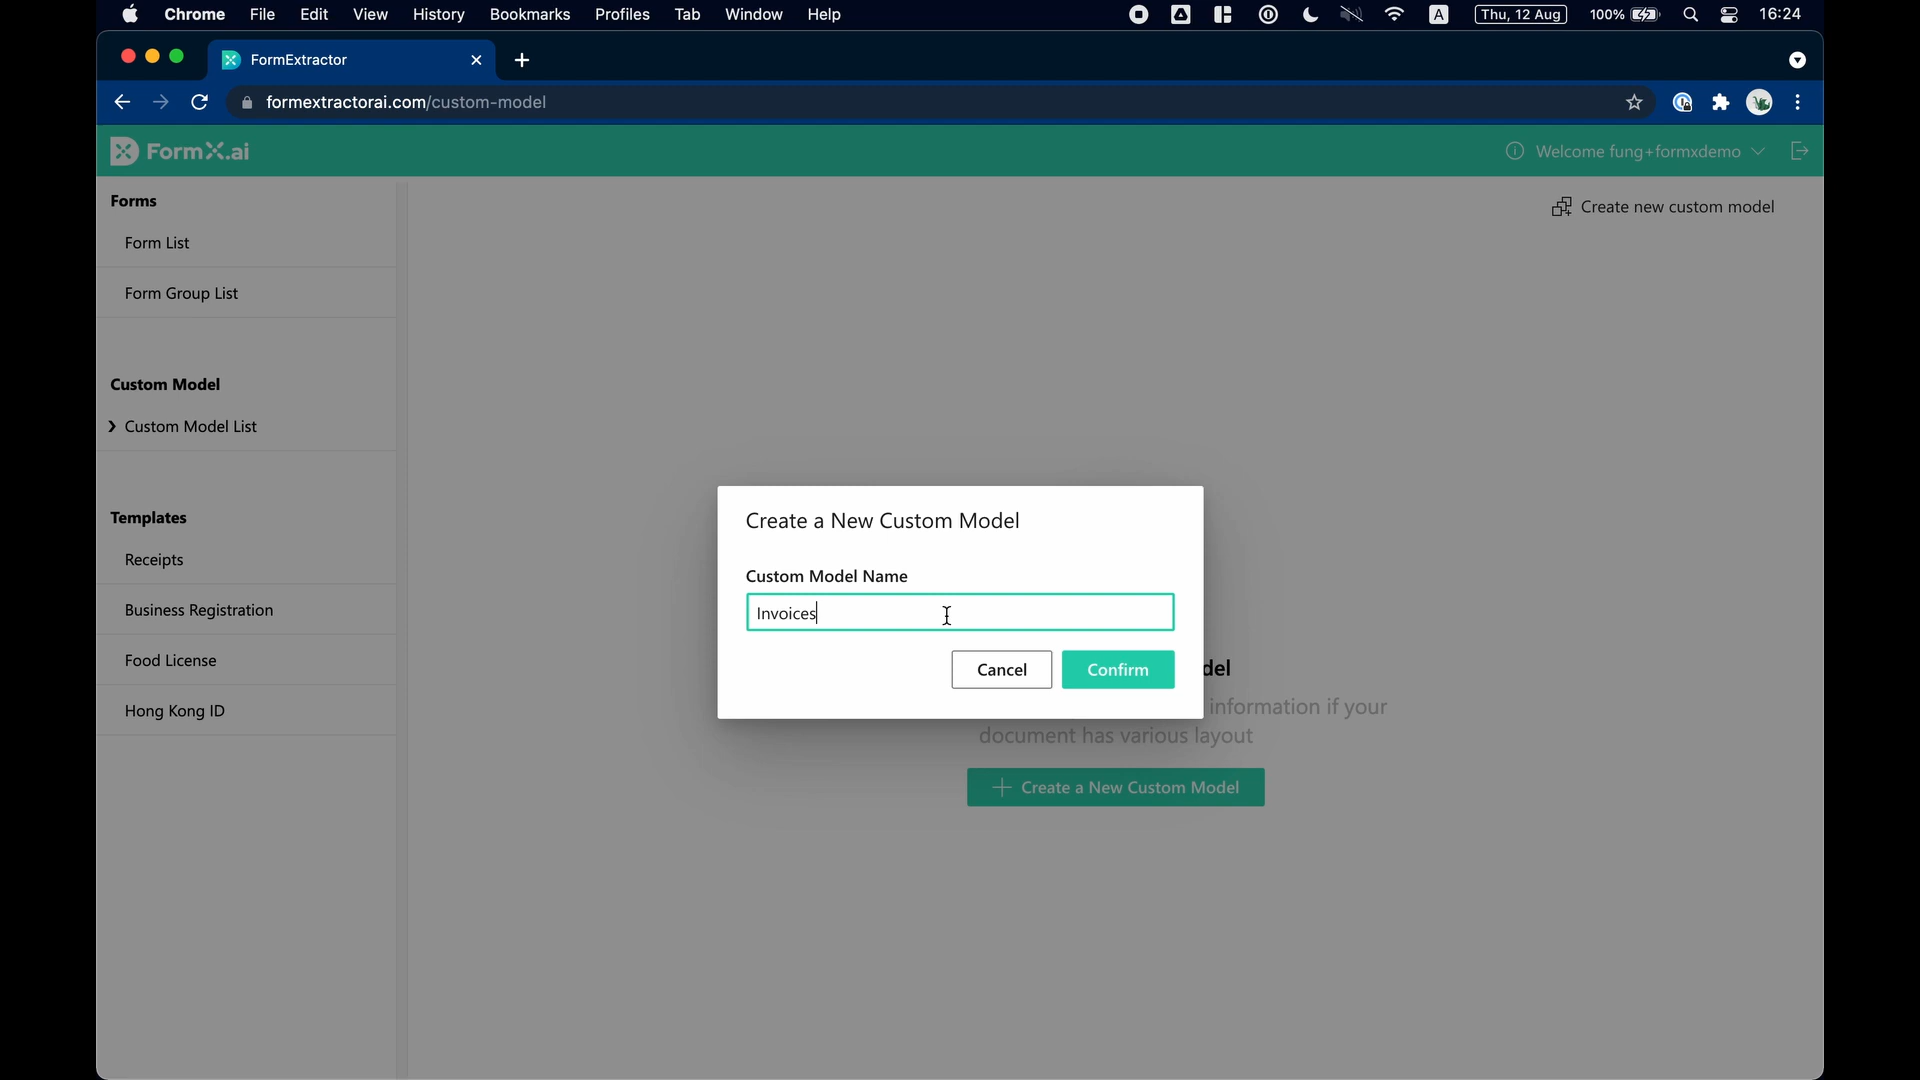 Chrome File Edit View History Bookmarks Profiles Tab Window Help A Thu, 12 Aug 100% 16:24
FormExtractor
formextractorai.com/custom-model
FormX.ai
Welcome fung+formxdemo
Forms
Create new custom model
Form List
Form Group List
Custom Model
Custom Model List
Templates
Receipts
Business Registration
Food License
Hong Kong ID
Create a New Custom Model
Custom Model Name
Invoices
Cancel Confirm
del
information if your
document has various layout
Create a New Custom Model